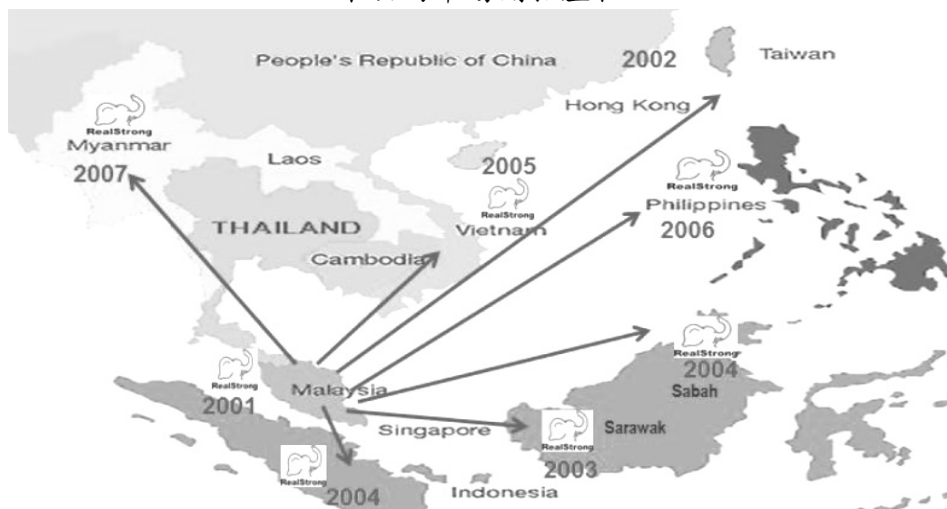 People's Republic of China
2002
Taiwan
Hong Kong
RealStrong
Myanmar
2007
Laos
2005
RealStrong
Vietnam
RealStrong
Philippines
2006
THAILAND
Cambodia
RealStrong
2001
Malaysia
RealStrong
2004
Sabah
Singapore
RealStrong
2003
Sarawak
RealStrong
2004
Indonesia